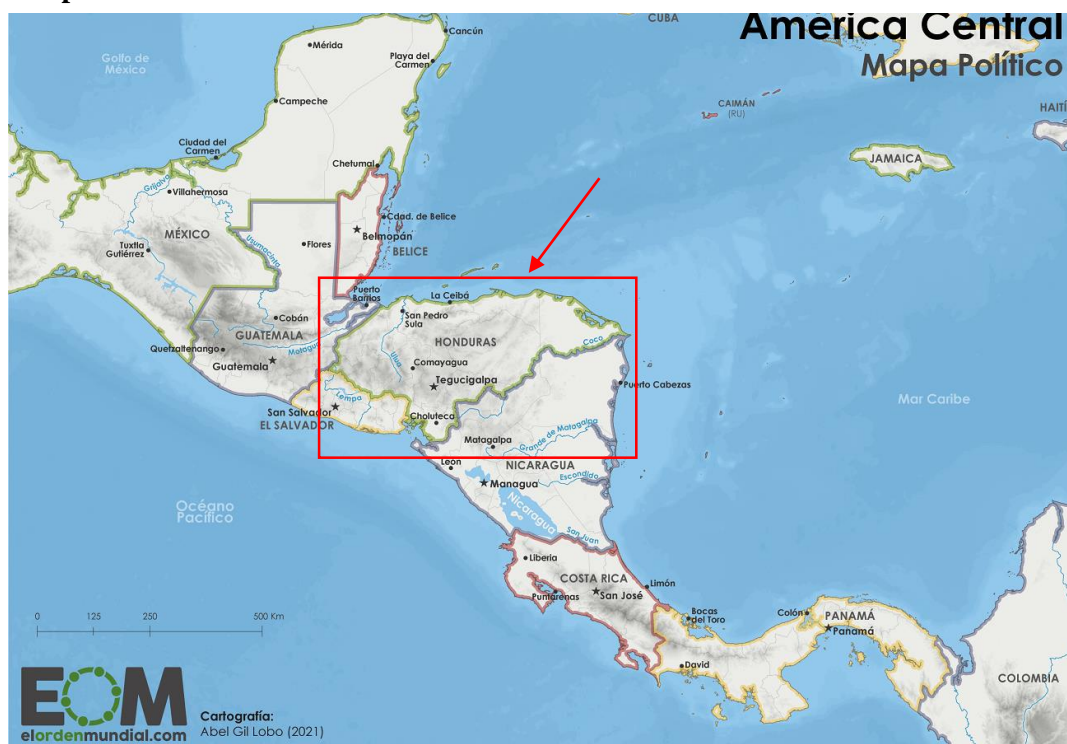 CUBA
América Central
Mapa Político
Golfo de
México
Mérida
Cancún
Playa del
Carmen
Campeche
CAIMÁN
(RU)
HAITÍ
Ciudad del
Carmen
Chetumal
JAMAICA
Grijalva
Villahermosa
Cdad. de Belice
MÉXICO
Usumacinta
Flores
Belmopán
BELICE
Tuxtla
Gutiérrez
Puerto
Barrios
La Ceibá
Cobán
San Pedro
Sula
GUATEMALA
Motagua
HONDURAS
Coco
Quetzaltenango
Ulua
Comayagua
Guatemala
Tegucigalpa
Puerto Cabezas
Lempa
Mar Caribe
San Salvador
EL SALVADOR
Choluteca
Grande de Matagalpa
Matagalpa
León
NICARAGUA
Escondido
Managua
Océano
Pacífico
Nicaragua
San Juan
Liberia
COSTA RICA
Limón
Puntarenas
San José
Bocas
del Toro
Colón
PANAMÁ
Panamá
David
COLOMBIA
0 125 250 500 Km
EOM
elordenmundial.com
Cartografía:
Abel Gil Lobo (2021)